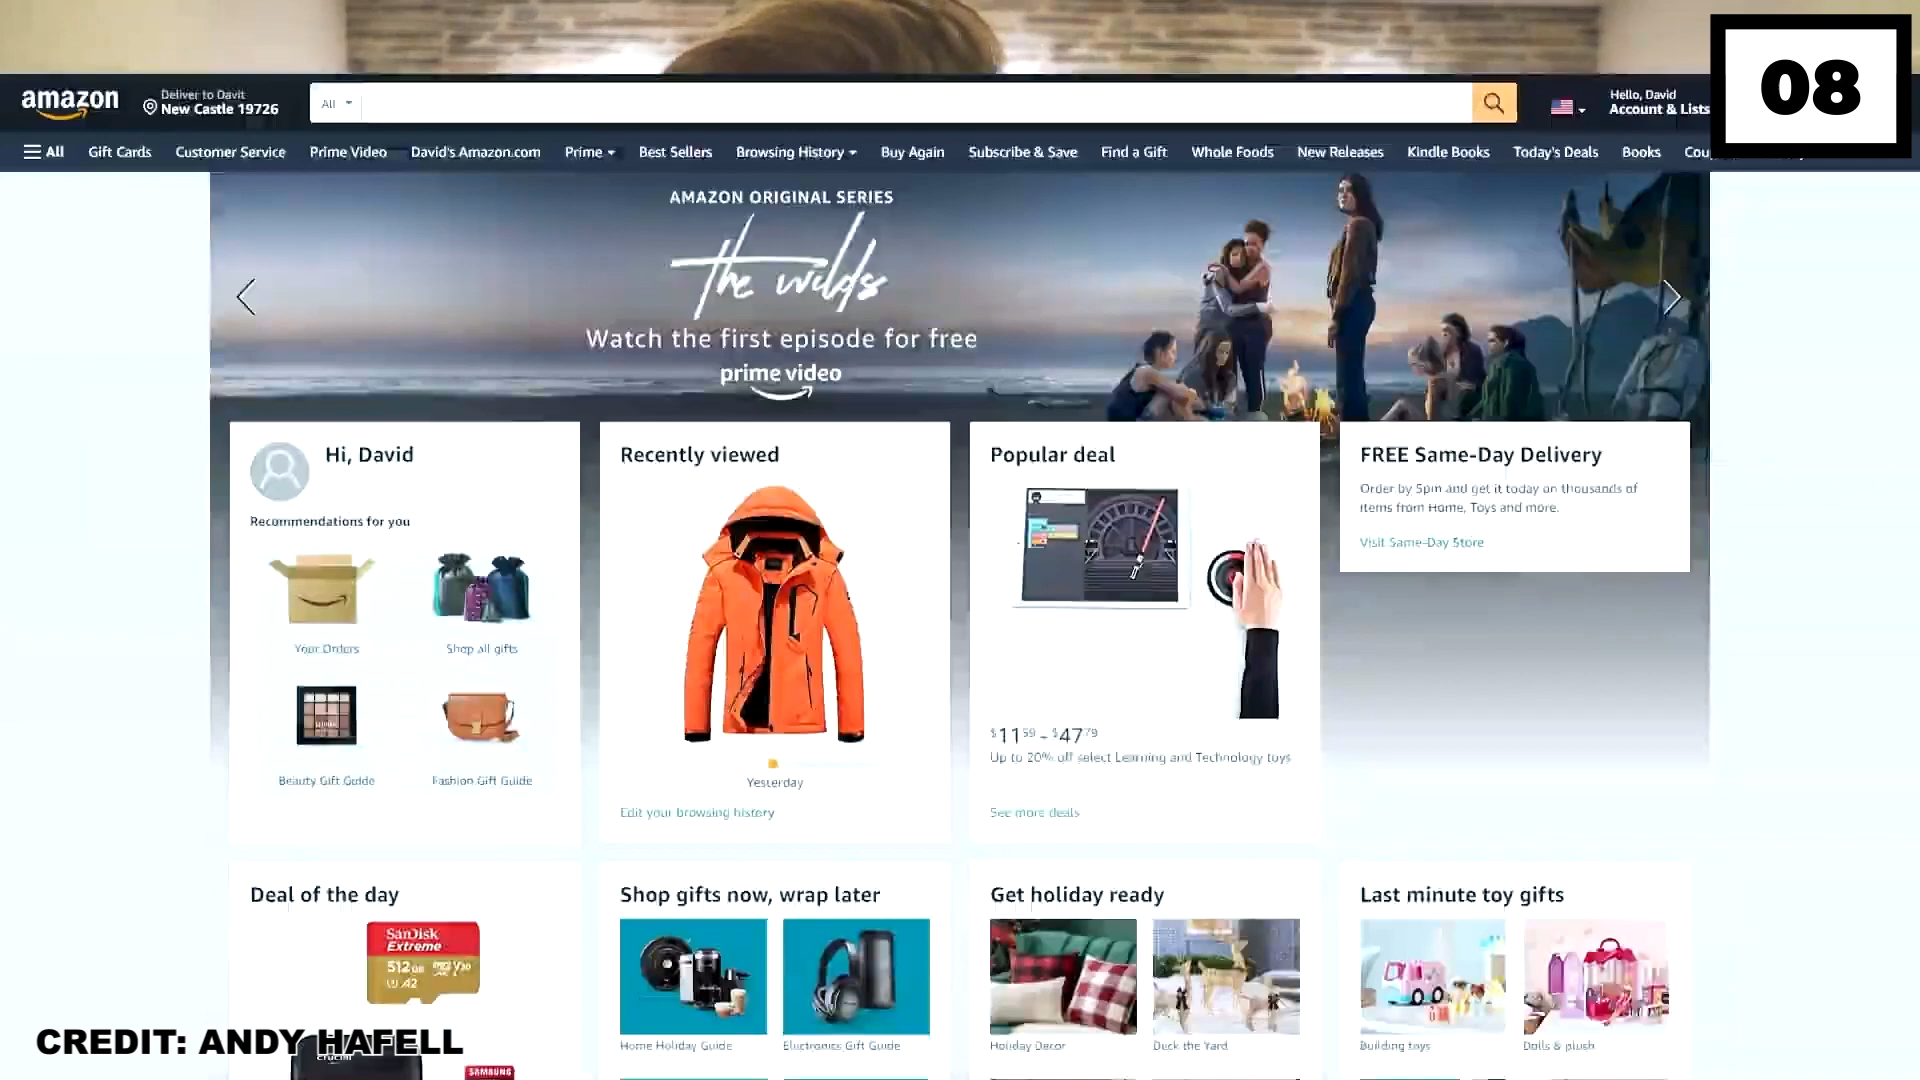 08
amazon
Deliver to Davit
New Castle 19726
All
Hello, David
Account & Lists
All Gift Cards Customer Service Prime Video David's Amazon.com Prime Best Sellers Browsing History Buy Again Subscribe & Save Find a Gift Whole Foods New Releases Kindle Books Today's Deals Books
AMAZON ORIGINAL SERIES
the wilds
Watch the first episode for free
prime video
Hi, David
Recommendations for you
Your Orders
Shop all gifts
Beauty Gift Guide
Fashion Gift Guide
Recently viewed
Yesterday
Edit your browsing history
Popular deal
$11.59 - $47.79
Up to 20% off select Learning and Technology toys
See more deals
FREE Same-Day Delivery
Order by 5pm and get it today on thousands of
items from Home, Toys and more.
Visit Same-Day Store
Deal of the day
SanDisk
Extreme
512GB
V30
A2
SAMSUNG
Shop gifts now, wrap later
Home Holiday Guide
Electronics Gift Guide
Get holiday ready
Holiday Decor
Deck the Yard
Last minute toy gifts
Building toys
Dolls & plush
CREDIT: ANDY HAFELL